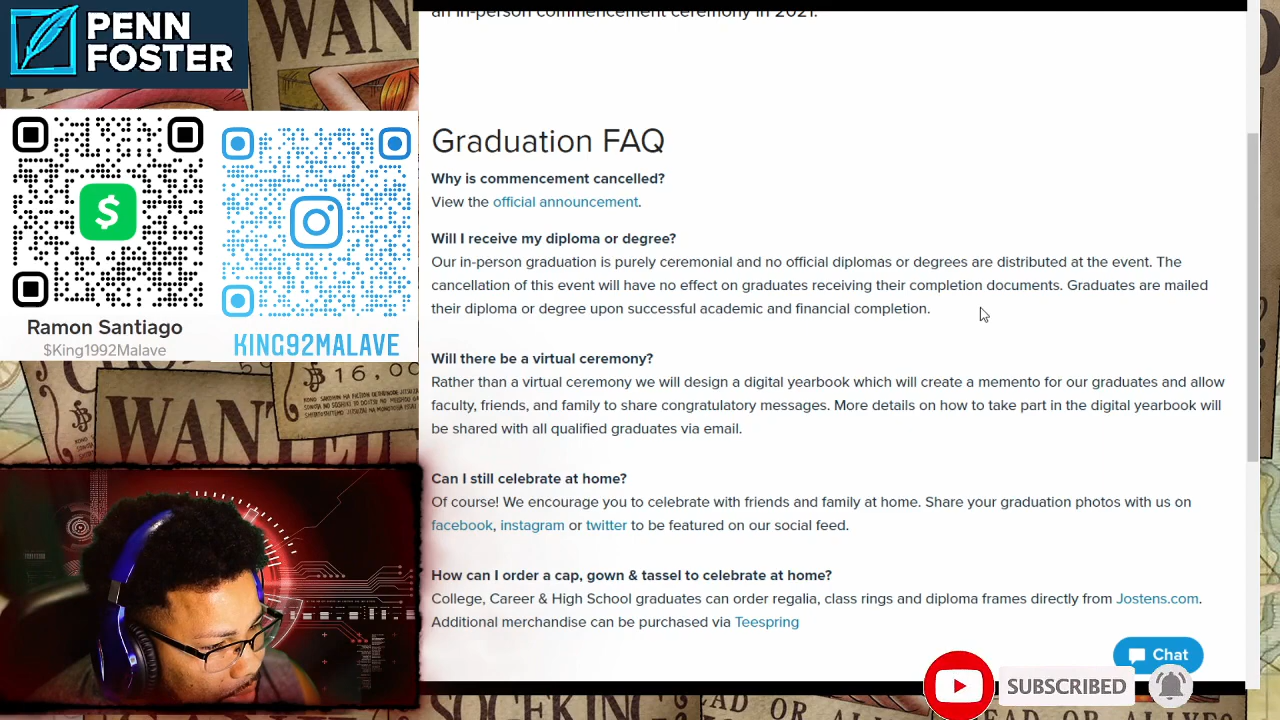 PENN
FOSTER
WAN
Ramon Santiago
$King1992Malave
KING92MALAVE
16,00
WANTED
an in-person commencement ceremony in 2021.
Graduation FAQ
Why is commencement cancelled?
View the official announcement.
Will I receive my diploma or degree?
Our in-person graduation is purely ceremonial and no official diplomas or degrees are distributed at the event. The
cancellation of this event will have no effect on graduates receiving their completion documents. Graduates are mailed
their diploma or degree upon successful academic and financial completion.
Will there be a virtual ceremony?
Rather than a virtual ceremony we will design a digital yearbook which will create a memento for our graduates and allow
faculty, friends, and family to share congratulatory messages. More details on how to take part in the digital yearbook will
be shared with all qualified graduates via email.
Can I still celebrate at home?
Of course! We encourage you to celebrate with friends and family at home. Share your graduation photos with us on
facebook, instagram or twitter to be featured on our social feed.
How can I order a cap, gown & tassel to celebrate at home?
College, Career & High School graduates can order regalia, class rings and diploma frames directly from Jostens.com.
Additional merchandise can be purchased via Teespring
Chat
SUBSCRIBED
SOGEKING